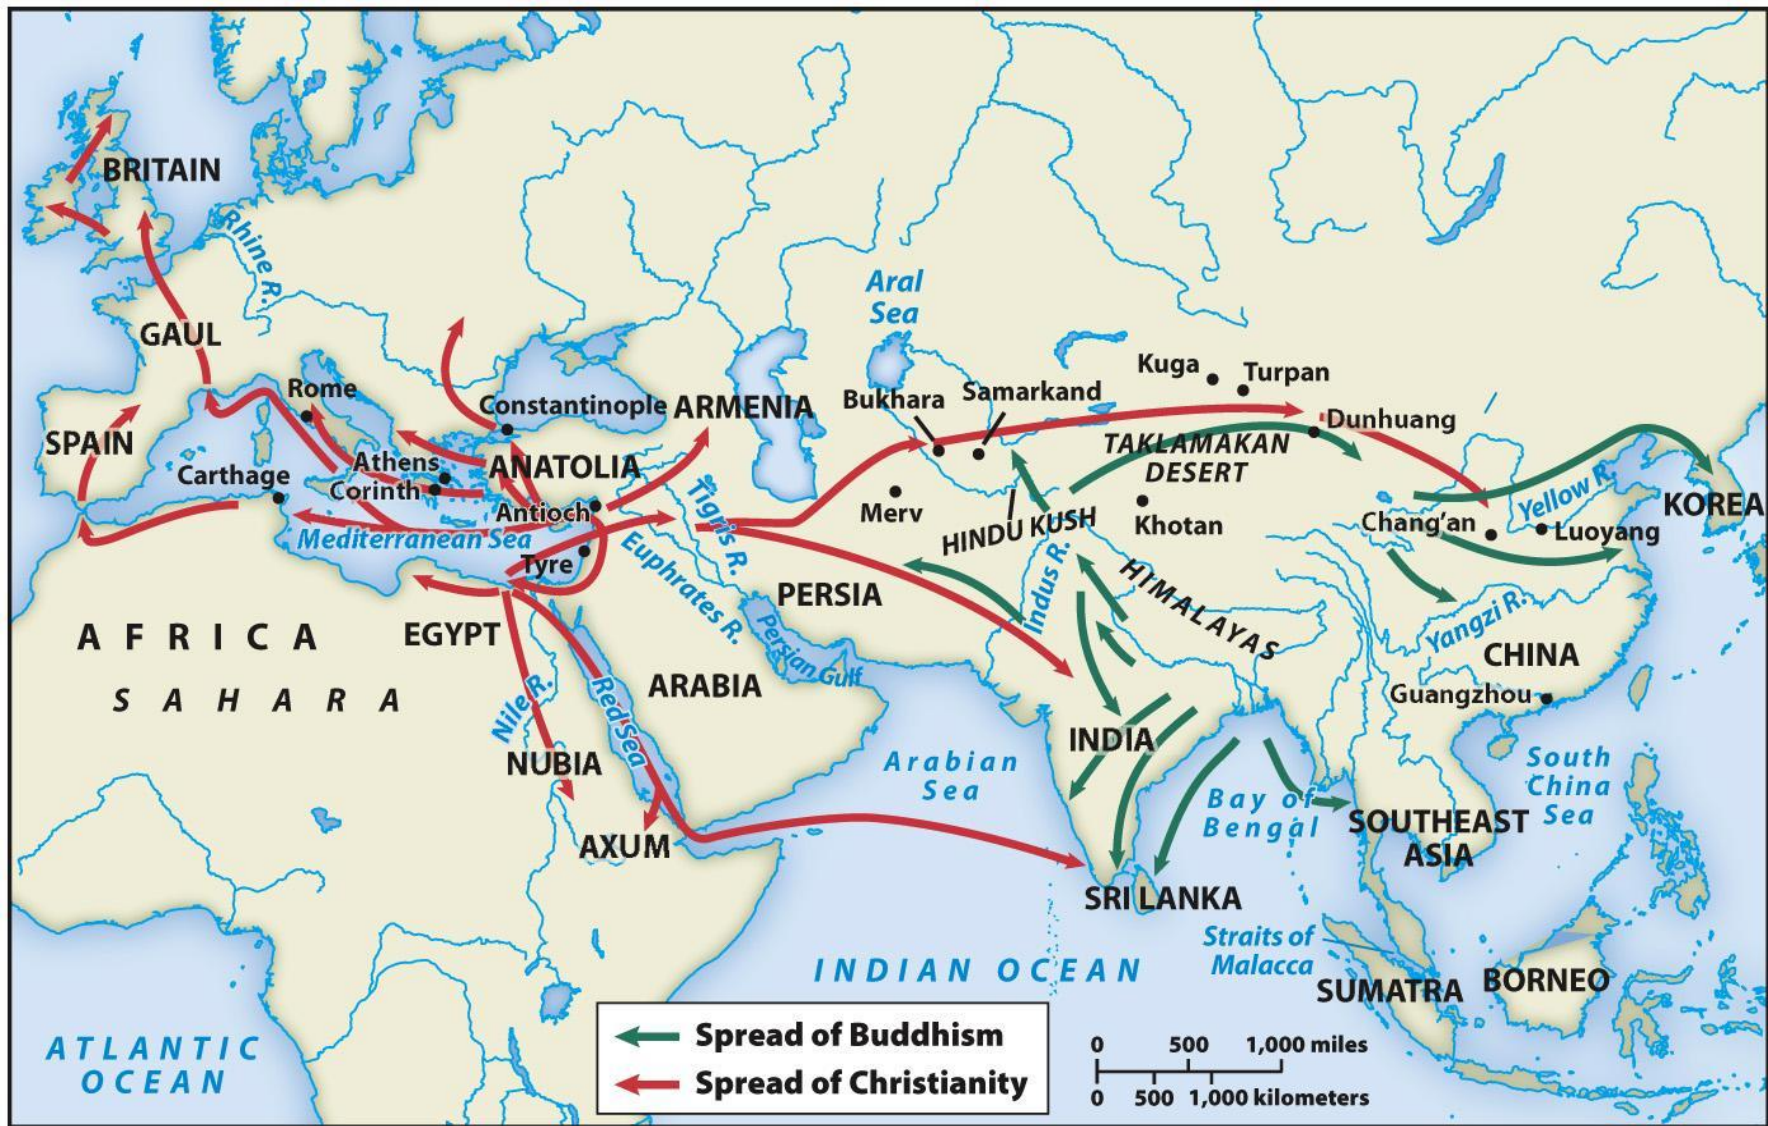 BRITAIN
Rhine R.
GAUL
Aral
Sea
Rome
Constantinople
ARMENIA
Bukhara
Samarkand
Kuga
Turpan
Dunhuang
SPAIN
Carthage
Athens
Corinth
ANATOLIA
Antioch
Tigris R.
Merv
HINDU KUSH
TAKLAMAKAN
DESERT
Khotan
Chang'an
Yellow R.
Luoyang
KOREA
Mediterranean Sea
Tyre
Euphrates R.
PERSIA
Indus R.
HIMALAYAS
Yangzi R.
CHINA
Guangzhou
AFRICA
SAHARA
EGYPT
Nile R.
Red Sea
ARABIA
Persian Gulf
NUBIA
AXUM
Arabian
Sea
INDIA
Bay of
Bengal
SOUTHEAST
ASIA
South
China
Sea
SRI LANKA
Straits of
Malacca
SUMATRA
BORNEO
INDIAN OCEAN
ATLANTIC
OCEAN
Spread of Buddhism
Spread of Christianity
0 500 1,000 miles
0 500 1,000 kilometers